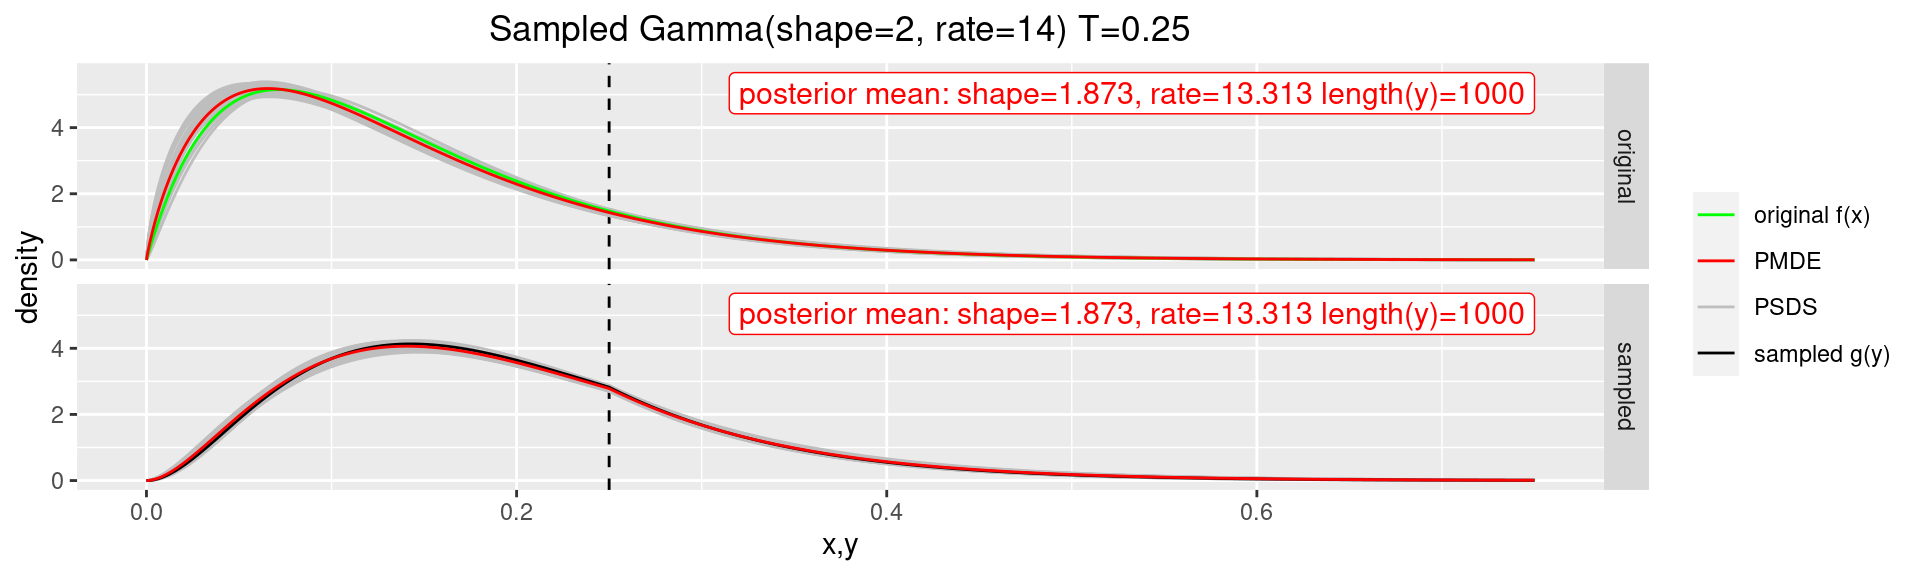 Sampled Gamma(shape=2, rate=14) T=0.25
posterior mean: shape=1.873, rate=13.313 length(y)=1000
original
4
2
0
density
posterior mean: shape=1.873, rate=13.313 length(y)=1000
sampled
4
2
0
0.0 0.2 0.4 0.6
x,y
original f(x)
PMDE
PSDS
sampled g(y)